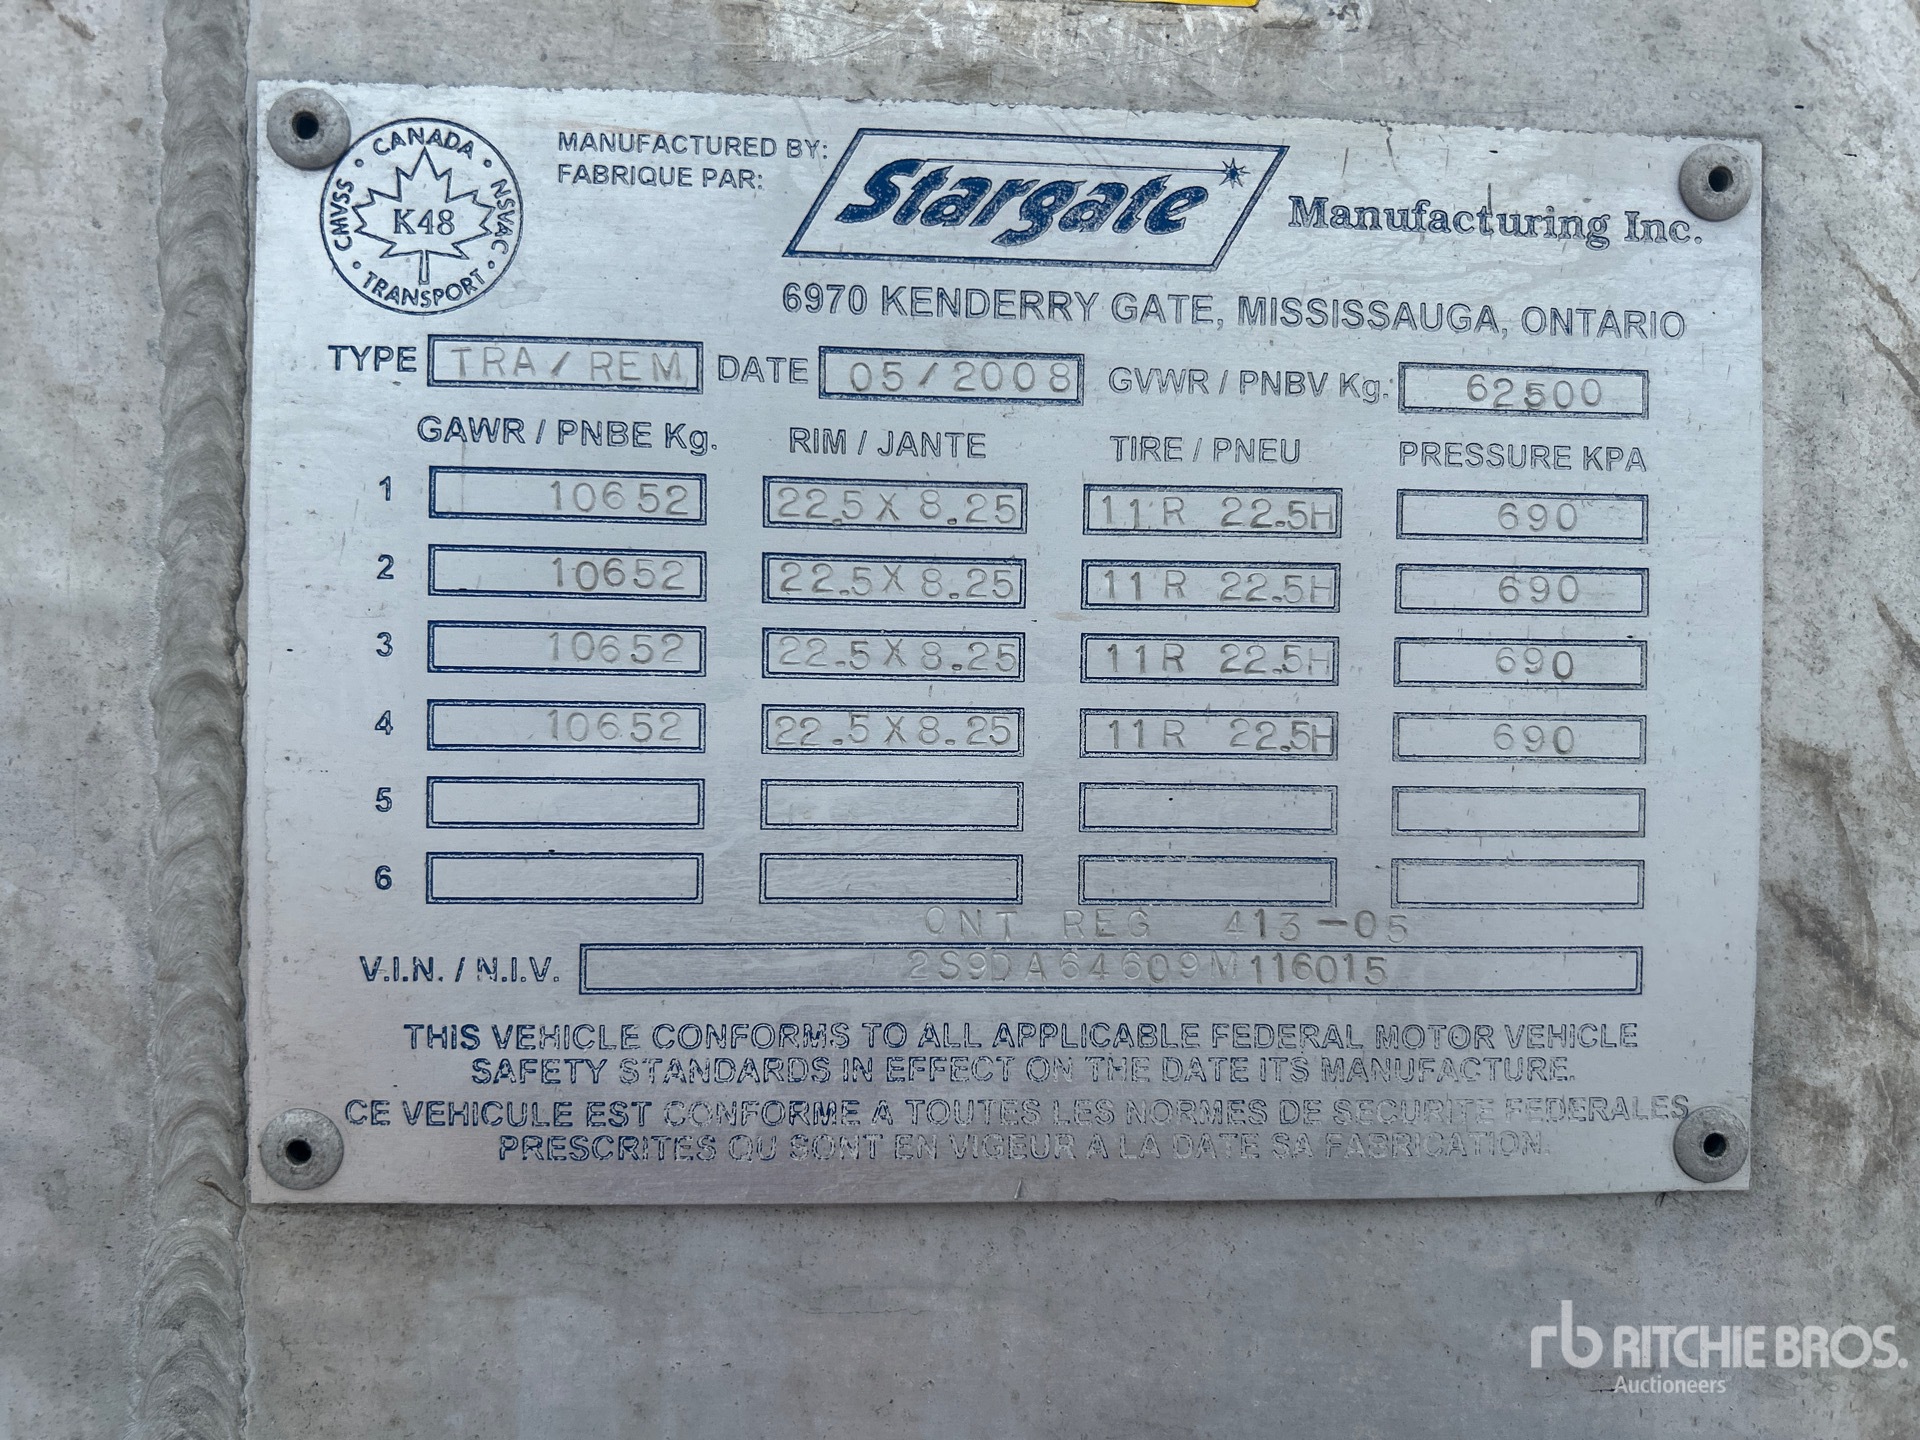 CANADA
CMVSS • NSVAC
K48
TRANSPORT
MANUFACTURED BY:
FABRIQUE PAR:
Stargate Manufacturing Inc.
6970 KENDERRY GATE, MISSISSAUGA, ONTARIO
TYPE TRA/REM DATE 05/2008 GVWR / PNBV Kg.: 62500
GAWR / PNBE Kg. RIM / JANTE TIRE / PNEU PRESSURE KPA
1 10652 22.5X8.25 11R 22.5H 690
2 10652 22.5X8.25 11R 22.5H 690
3 10652 22.5X8.25 11R 22.5H 690
4 10652 22.5X8.25 11R 22.5H 690
5
6
ONT REG 413-05
V.I.N. / N.I.V. 2S9DA64609M116015
THIS VEHICLE CONFORMS TO ALL APPLICABLE FEDERAL MOTOR VEHICLE
SAFETY STANDARDS IN EFFECT ON THE DATE ITS MANUFACTURE.
CE VEHICULE EST CONFORME A TOUTES LES NORMES DE SECURITE FEDERALES
PRESCRITES QU SONT EN VIGEUR A LA DATE SA FABRICATION.
rb RITCHIE BROS.
Auctioneers